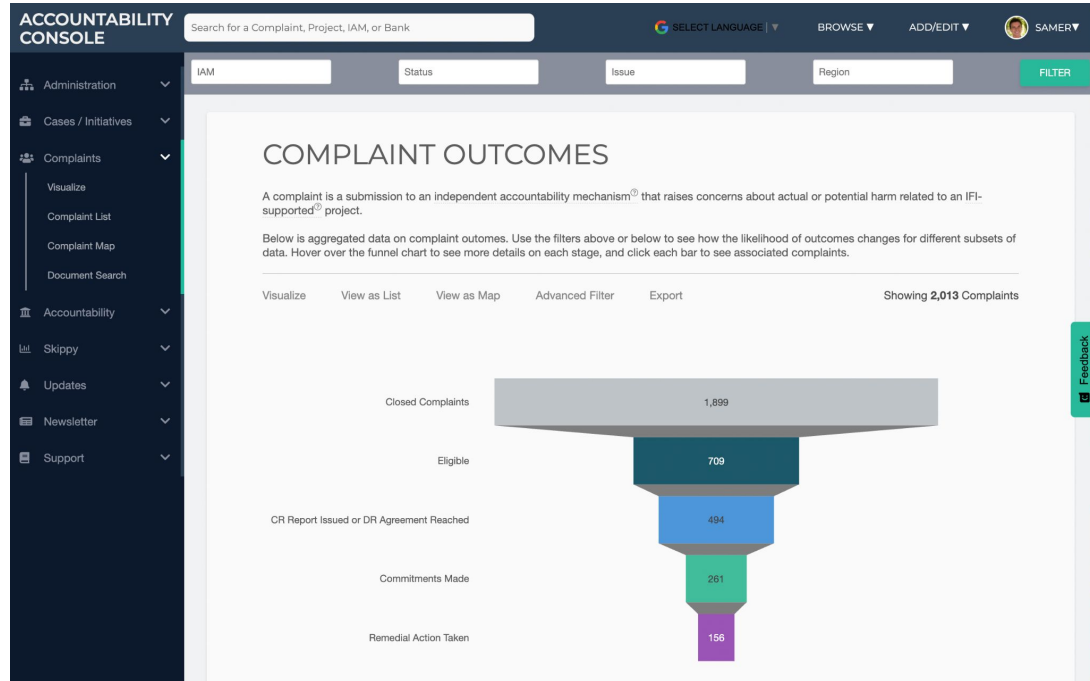 ACCOUNTABILITY
CONSOLE
Search for a Complaint, Project, IAM, or Bank
G SELECT LANGUAGE | ▼
BROWSE ▼
ADD/EDIT ▼
SAMER▼
IAM
Status
Issue
Region
FILTER
Administration
Cases / Initiatives
Complaints
Visualize
Complaint List
Complaint Map
Document Search
Accountability
Skippy
Updates
Newsletter
Support
COMPLAINT OUTCOMES
A complaint is a submission to an independent accountability mechanism? that raises concerns about actual or potential harm related to an IFI-
supported? project.
Below is aggregated data on complaint outomes. Use the filters above or below to see how the likelihood of outcomes changes for different subsets of
data. Hover over the funnel chart to see more details on each stage, and click each bar to see associated complaints.
Visualize
View as List
View as Map
Advanced Filter
Export
Showing 2,013 Complaints
Closed Complaints
1,899
Eligible
709
CR Report Issued or DR Agreement Reached
494
Commitments Made
261
Remedial Action Taken
156
Feedback